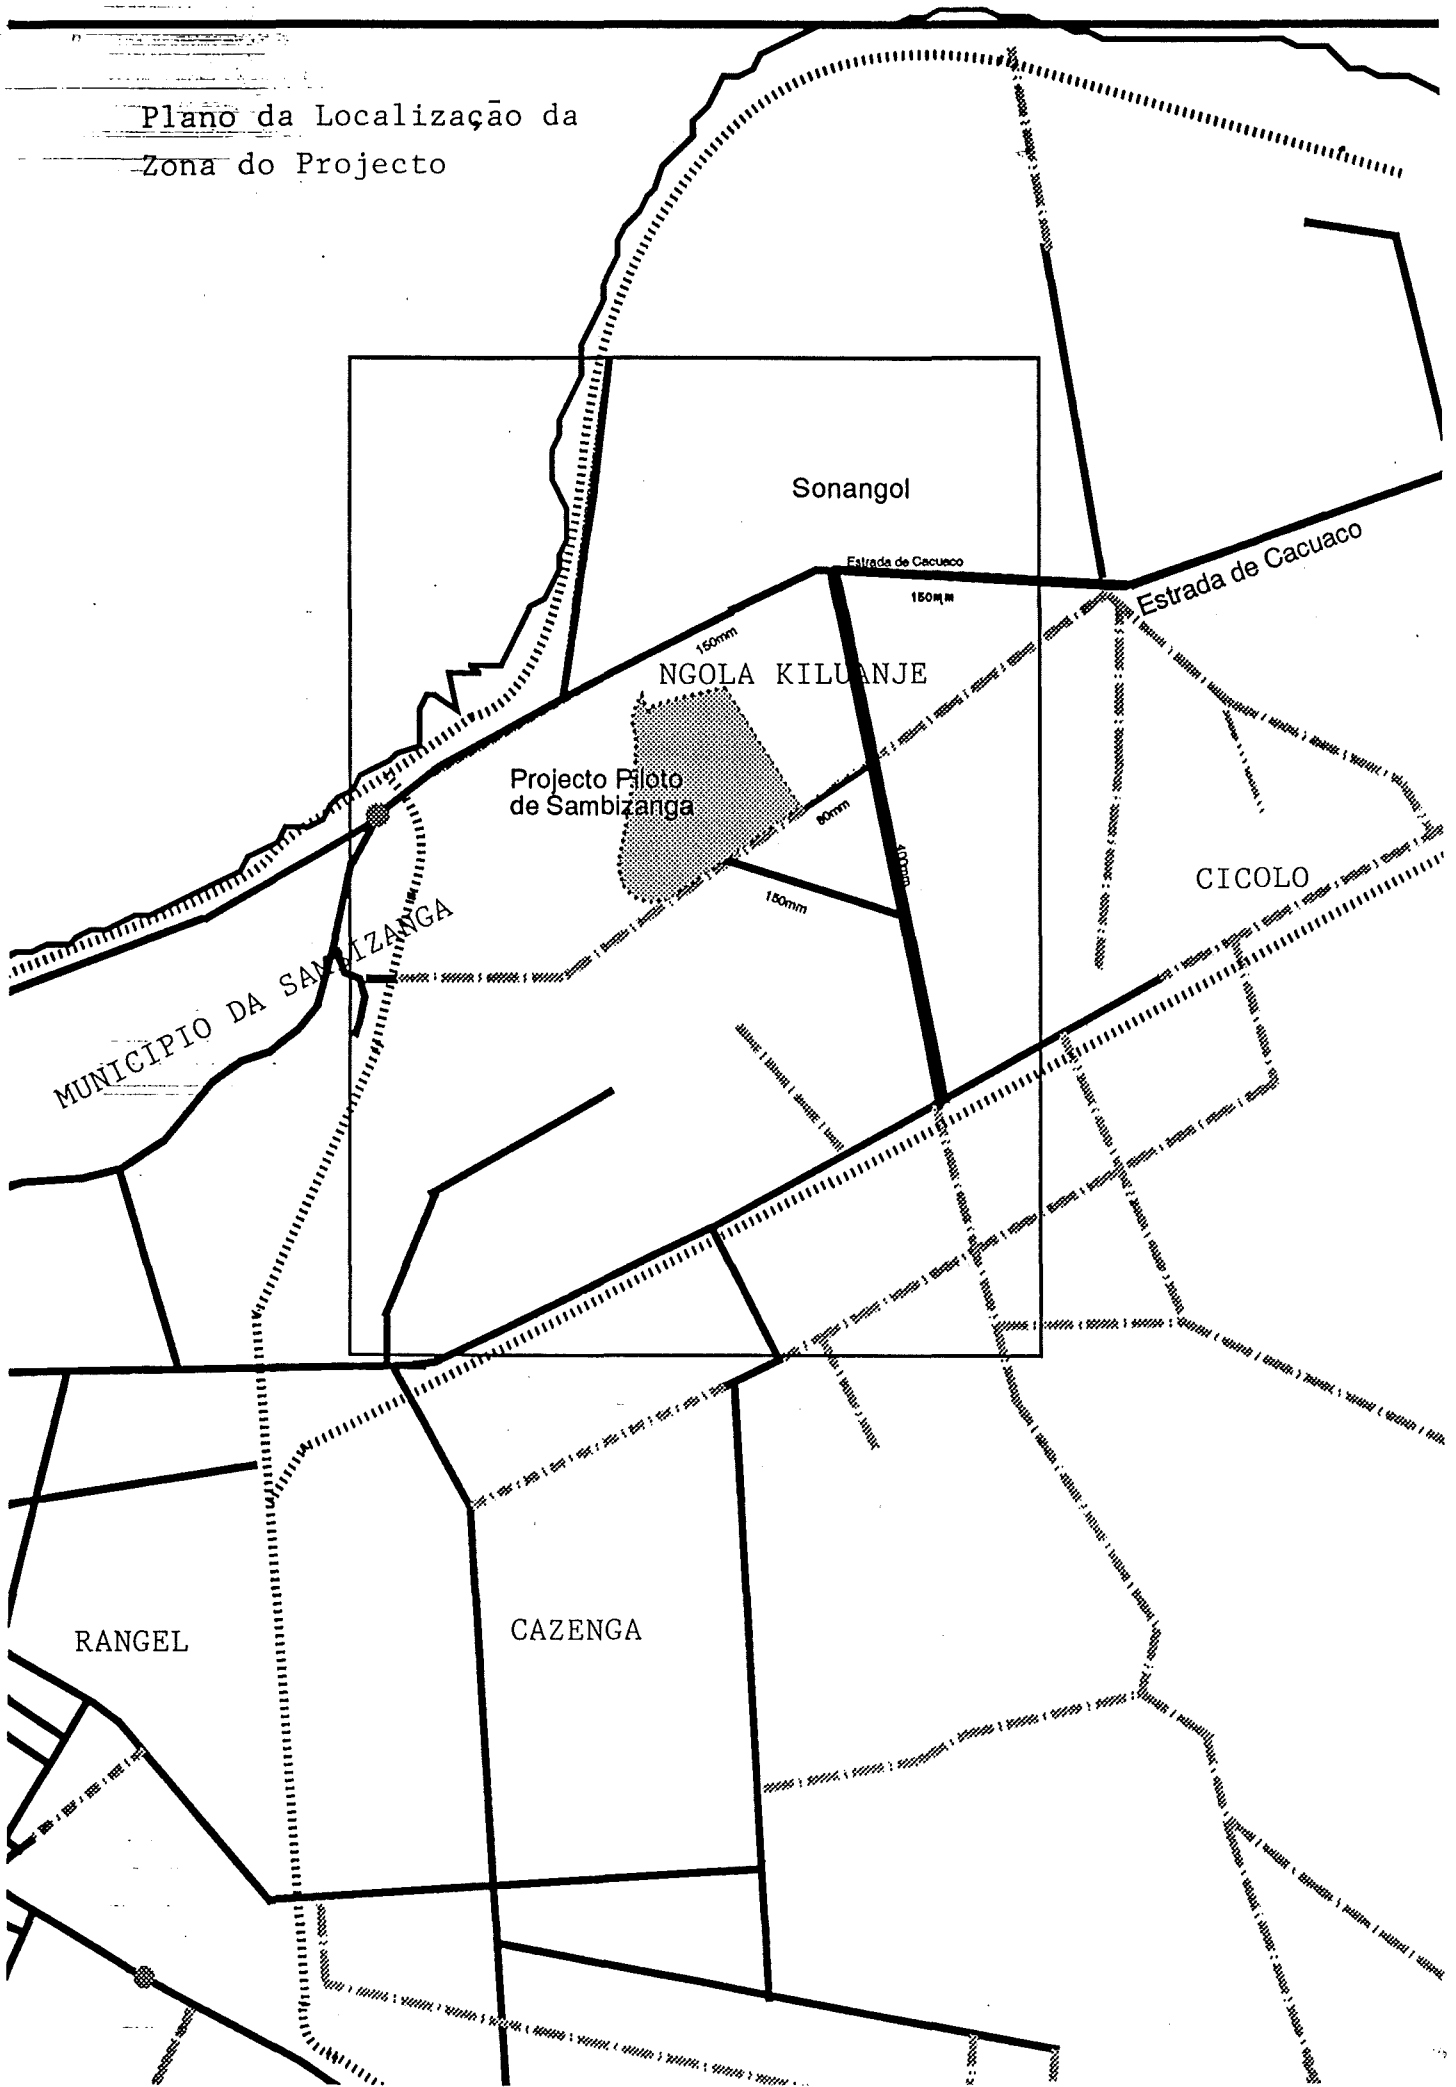 Plano da Localização da
Zona do Projecto
Sonangol
Estrada de Cacuaco
150mm
Estrada de Cacuaco
150mm
NGOLA KILUANJE
Projecto Piloto
de Sambizanga
80mm
400mm
150mm
CICOLO
MUNICIPIO DA SAMBIZANGA
RANGEL
CAZENGA